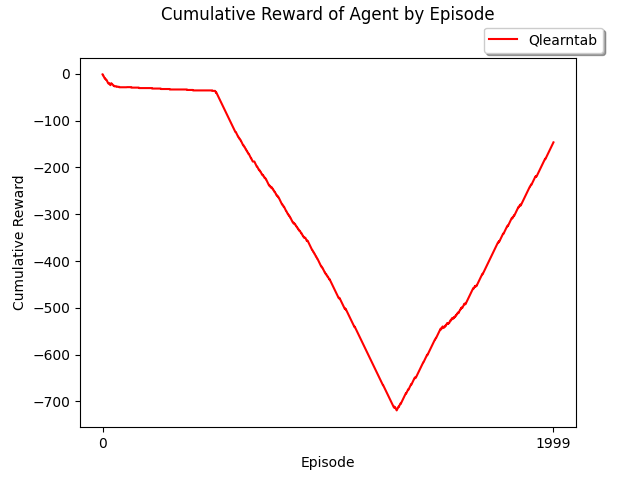 Cumulative Reward of Agent by Episode
Qlearntab
0
−100
−200
−300
−400
−500
−600
−700
Cumulative Reward
0
1999
Episode